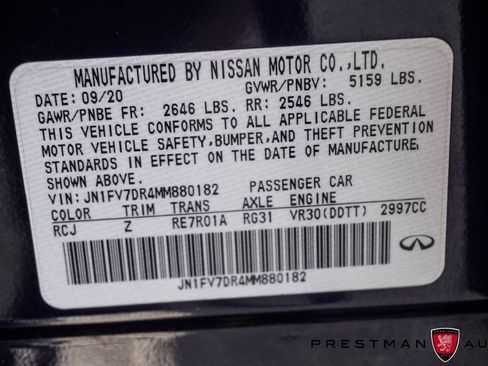 MANUFACTURED BY NISSAN MOTOR CO.,LTD.
DATE: 09/20 GVWR/PNBV: 5159 LBS.
GAWR/PNBE FR: 2646 LBS. RR: 2546 LBS.
THIS VEHICLE CONFORMS TO ALL APPLICABLE FEDERAL
MOTOR VEHICLE SAFETY, BUMPER, AND THEFT PREVENTION
STANDARDS IN EFFECT ON THE DATE OF MANUFACTURE,
SHOWN ABOVE.
VIN: JN1FV7DR4MM880182 PASSENGER CAR
COLOR TRIM TRANS AXLE ENGINE
RCJ Z RE7R01A RG31 VR30(DDTT) 2997CC
JN1FV7DR4MM880182
PRESTMAN AU